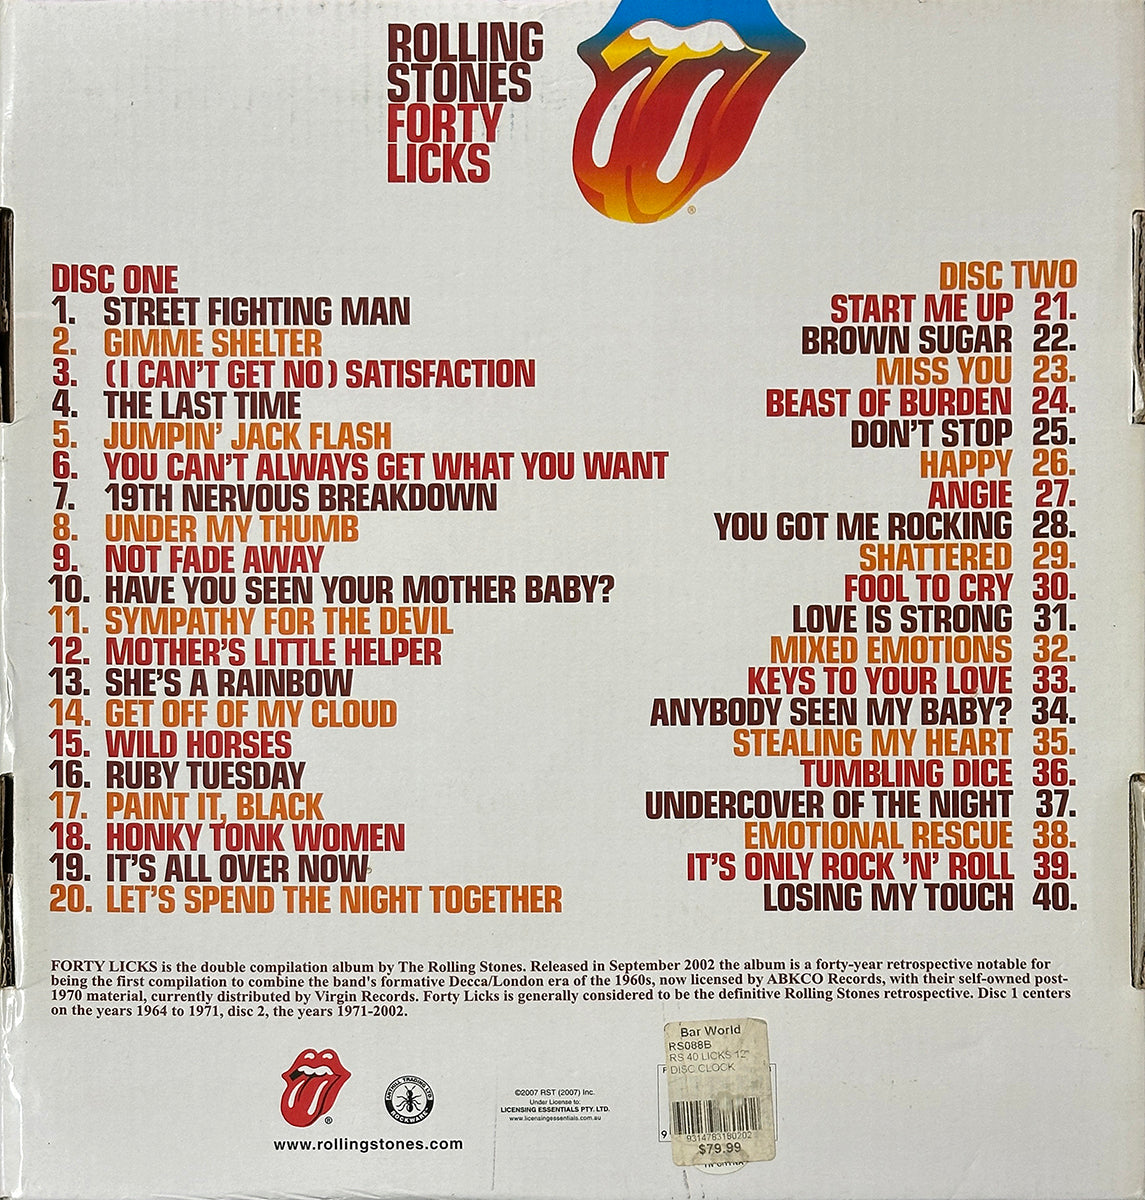 ROLLING
STONES
FORTY
LICKS
®
DISC ONE
1. STREET FIGHTING MAN
2. GIMME SHELTER
3. (I CAN'T GET NO) SATISFACTION
4. THE LAST TIME
5. JUMPIN' JACK FLASH
6. YOU CAN'T ALWAYS GET WHAT YOU WANT
7. 19TH NERVOUS BREAKDOWN
8. UNDER MY THUMB
9. NOT FADE AWAY
10. HAVE YOU SEEN YOUR MOTHER BABY?
11. SYMPATHY FOR THE DEVIL
12. MOTHER'S LITTLE HELPER
13. SHE'S A RAINBOW
14. GET OFF OF MY CLOUD
15. WILD HORSES
16. RUBY TUESDAY
17. PAINT IT, BLACK
18. HONKY TONK WOMEN
19. IT'S ALL OVER NOW
20. LET'S SPEND THE NIGHT TOGETHER
DISC TWO
START ME UP 21.
BROWN SUGAR 22.
MISS YOU 23.
BEAST OF BURDEN 24.
DON'T STOP 25.
HAPPY 26.
ANGIE 27.
YOU GOT ME ROCKING 28.
SHATTERED 29.
FOOL TO CRY 30.
LOVE IS STRONG 31.
MIXED EMOTIONS 32.
KEYS TO YOUR LOVE 33.
ANYBODY SEEN MY BABY? 34.
STEALING MY HEART 35.
TUMBLING DICE 36.
UNDERCOVER OF THE NIGHT 37.
EMOTIONAL RESCUE 38.
IT'S ONLY ROCK 'N' ROLL 39.
LOSING MY TOUCH 40.
FORTY LICKS is the double compilation album by The Rolling Stones. Released in September 2002 the album is a forty-year retrospective notable for
being the first compilation to combine the band's formative Decca/London era of the 1960s, now licensed by ABKCO Records, with their self-owned post-
1970 material, currently distributed by Virgin Records. Forty Licks is generally considered to be the definitive Rolling Stones retrospective. Disc 1 centers
on the years 1964 to 1971, disc 2, the years 1971-2002.
®
www.rollingstones.com
©2007 RST (2007) Inc.
Under License to:
LICENSING ESSENTIALS PTY. LTD.
www.licensingessentials.com.au
Bar World
RS088B
RS 40 LICKS 12"
DISC CLOCK
9
9314783180202
$79.99